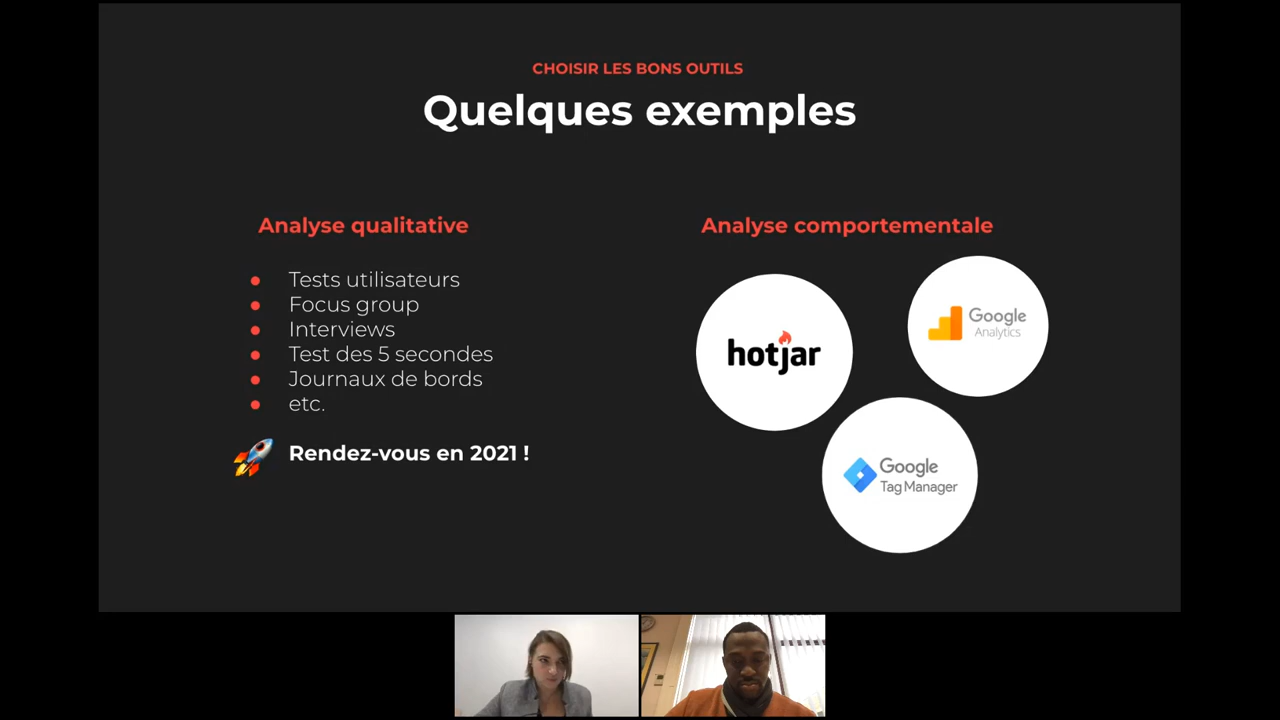 CHOISIR LES BONS OUTILS
Quelques exemples
Analyse qualitative
Tests utilisateurs
Focus group
Interviews
Test des 5 secondes
Journaux de bords
etc.
Rendez-vous en 2021 !
Analyse comportementale
hotjar
Google
Analytics
Google
Tag Manager